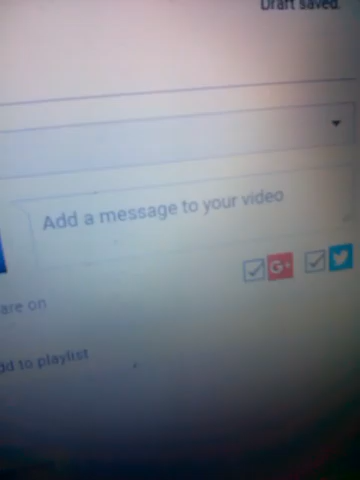 Draft saved.
Add a message to your video
are on
G+
dd to playlist